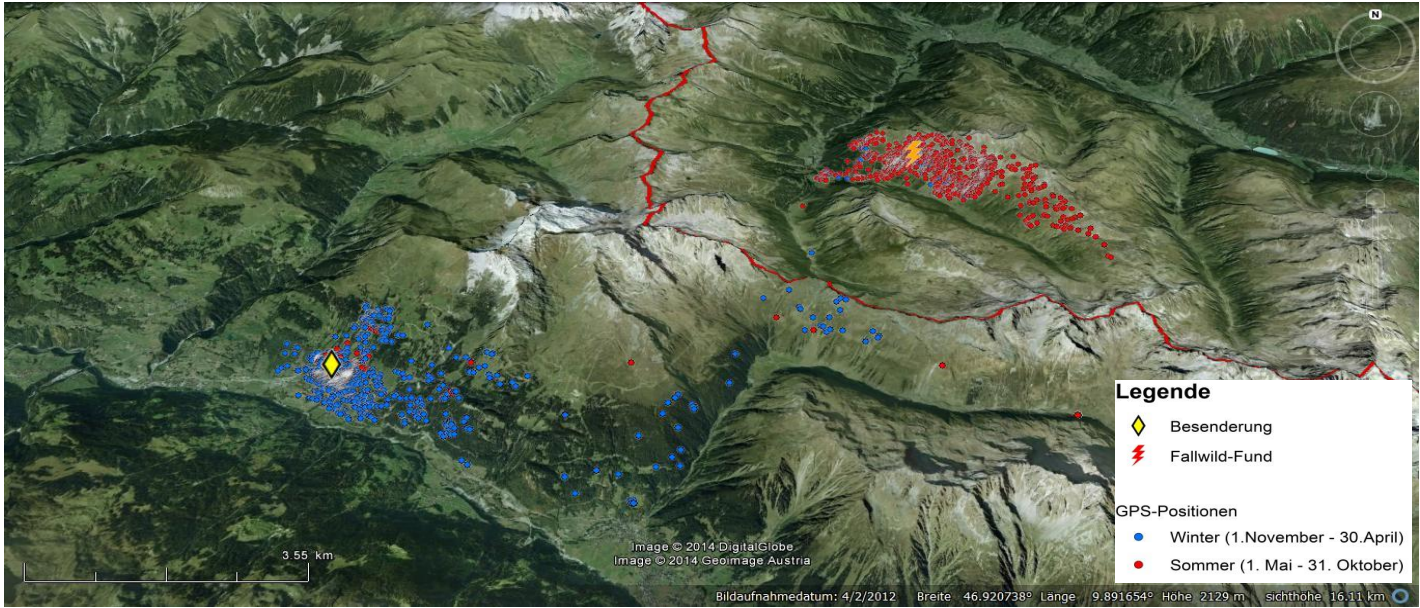 N
Legende
Besenderung
Fallwild-Fund
GPS-Positionen
Winter (1.November - 30.April)
Sommer (1. Mai - 31. Oktober)
3.55 km
Image © 2014 DigitalGlobe
Image © 2014 Geoimage Austria
Bildaufnahmedatum: 4/2/2012 Breite 46.920738° Länge 9.891654° Höhe 2129 m sichthöhe 16.11 km